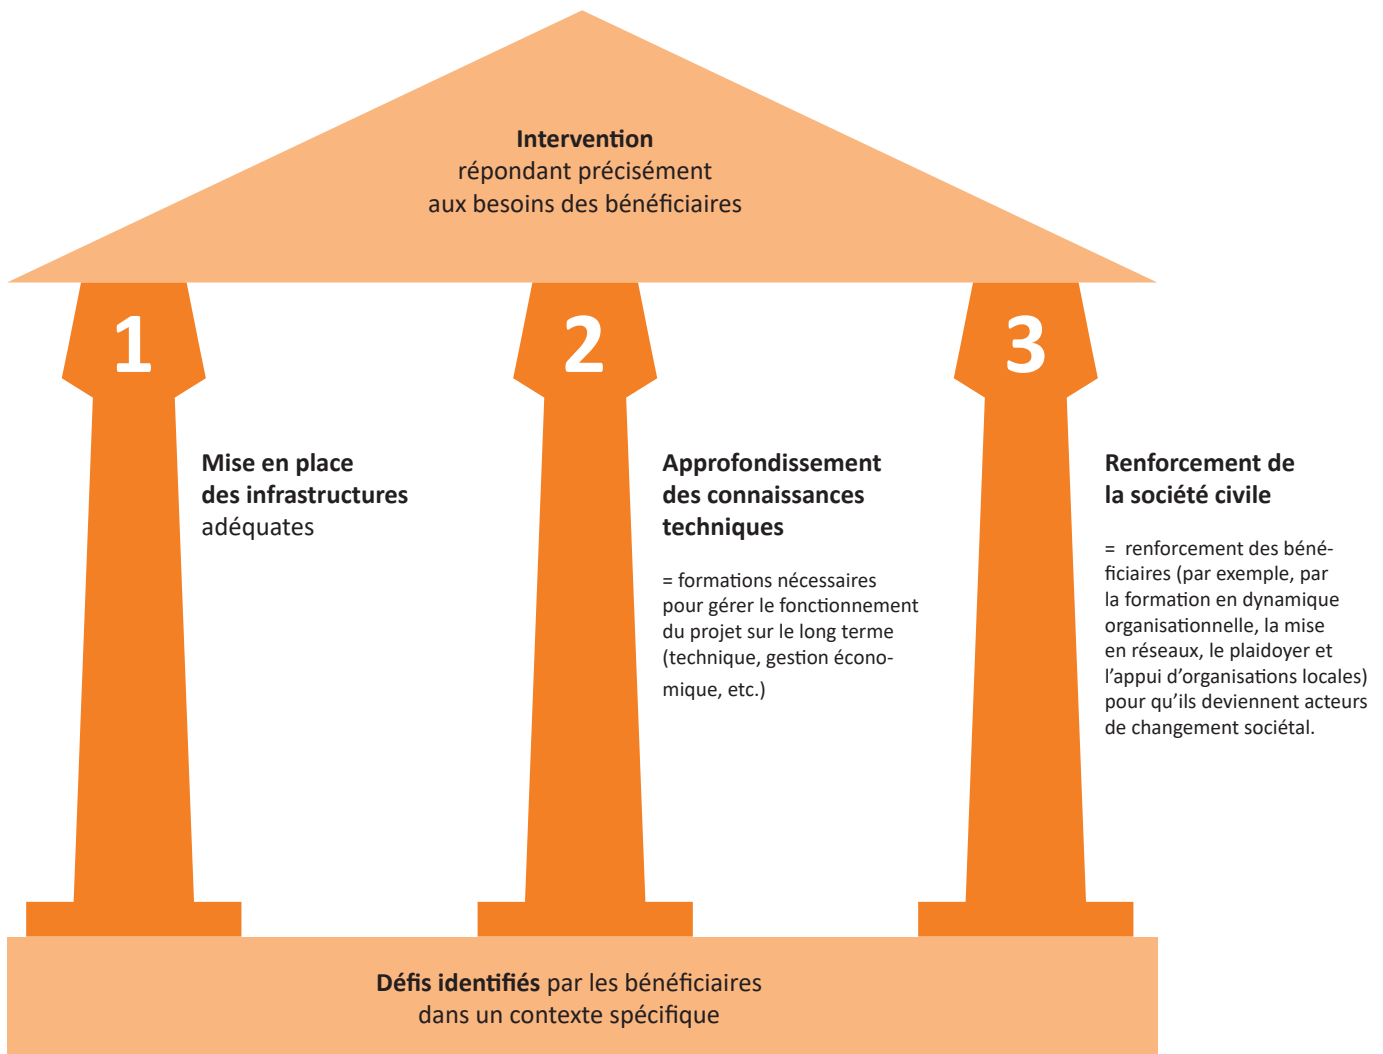 Intervention
répondant précisément
aux besoins des bénéficiaires
1
2
3
Mise en place
des infrastructures
adéquates
Approfondissement
des connaissances
techniques
= formations nécessaires
pour gérer le fonctionnement
du projet sur le long terme
(technique, gestion écono-
mique, etc.)
Renforcement de
la société civile
= renforcement des béné-
ficiaires (par exemple, par
la formation en dynamique
organisationnelle, la mise
en réseaux, le plaidoyer et
l’appui d’organisations locales)
pour qu’ils deviennent acteurs
de changement sociétal.
Défis identifiés par les bénéficiaires
dans un contexte spécifique